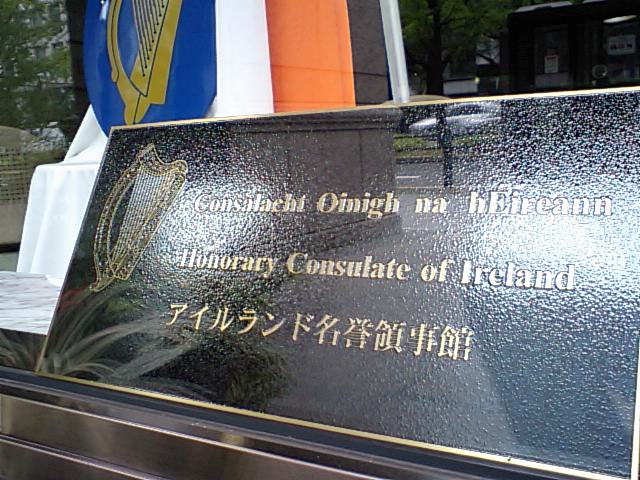 Consalacht Oinigh na hÉireann
Honorary Consulate of Ireland
アイルランド名誉領事館